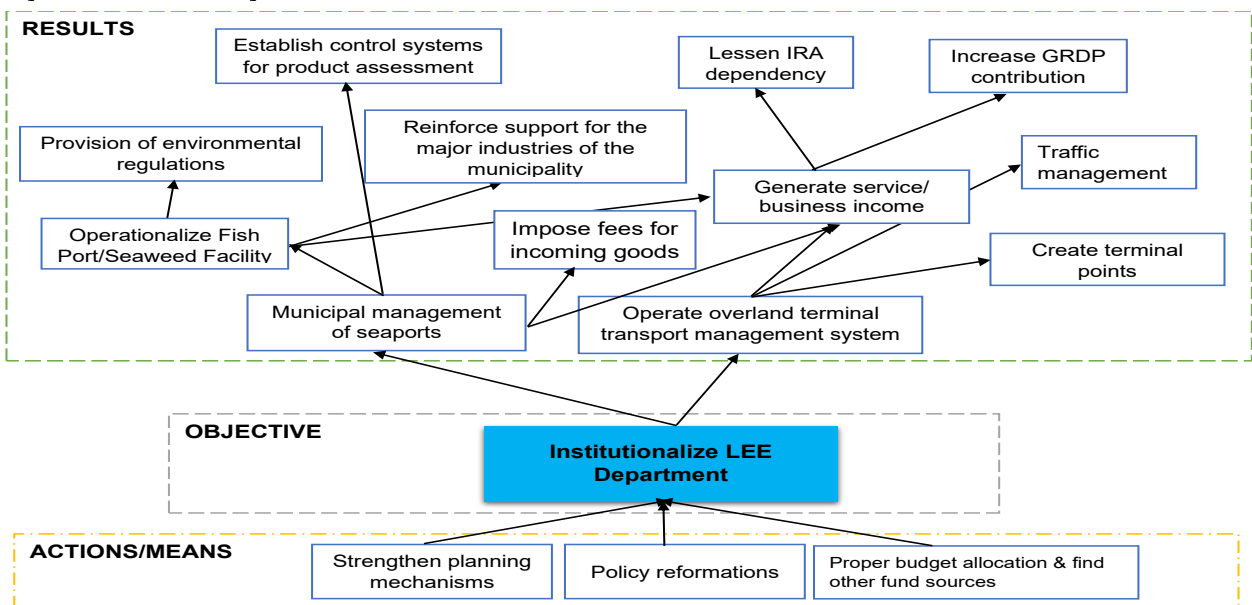 RESULTS
Establish control systems
for product assessment
Lessen IRA
dependency
Increase GRDP
contribution
Provision of environmental
regulations
Reinforce support for the
major industries of the
municipality
Traffic
management
Generate service/
business income
Operationalize Fish
Port/Seaweed Facility
Impose fees for
incoming goods
Create terminal
points
Municipal management
of seaports
Operate overland terminal
transport management system
OBJECTIVE
Institutionalize LEE
Department
ACTIONS/MEANS
Strengthen planning
mechanisms
Policy reformations
Proper budget allocation & find
other fund sources